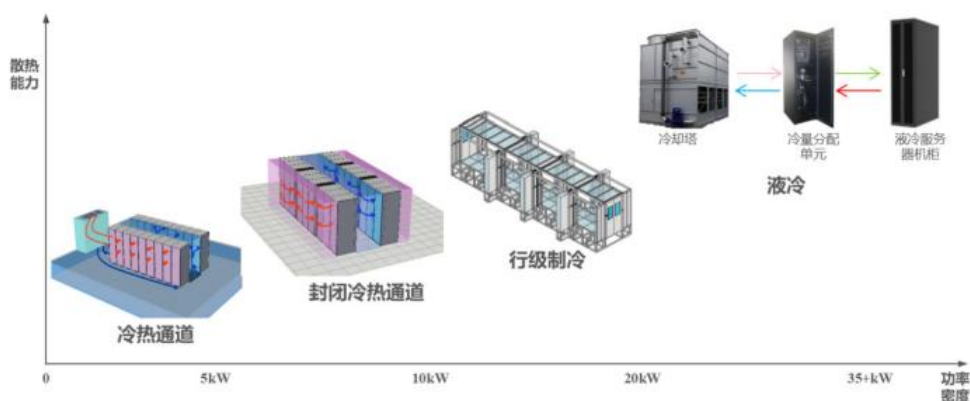 散热
能力
冷却塔
冷量分配
单元
液冷服务
器机柜
液冷
行级制冷
封闭冷热通道
冷热通道
0
5kW
10kW
20kW
35+kW
功率
密度